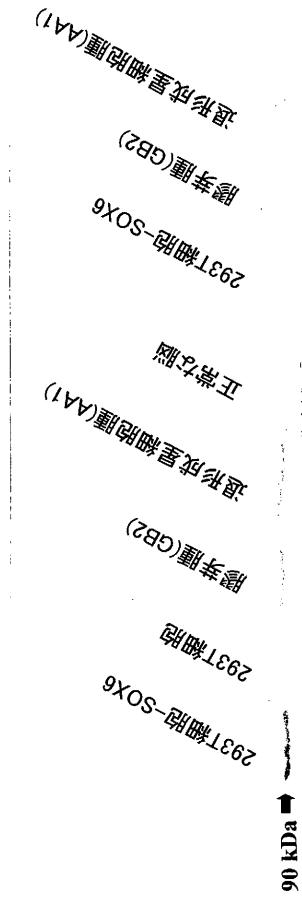 293T細胞-SOX6
293T細胞
膠芽腫(GB2)
退形成星細胞腫(AA1)
正常な脳
293T細胞-SOX6
膠芽腫(GB2)
退形成星細胞腫(AA1)
90 kDa